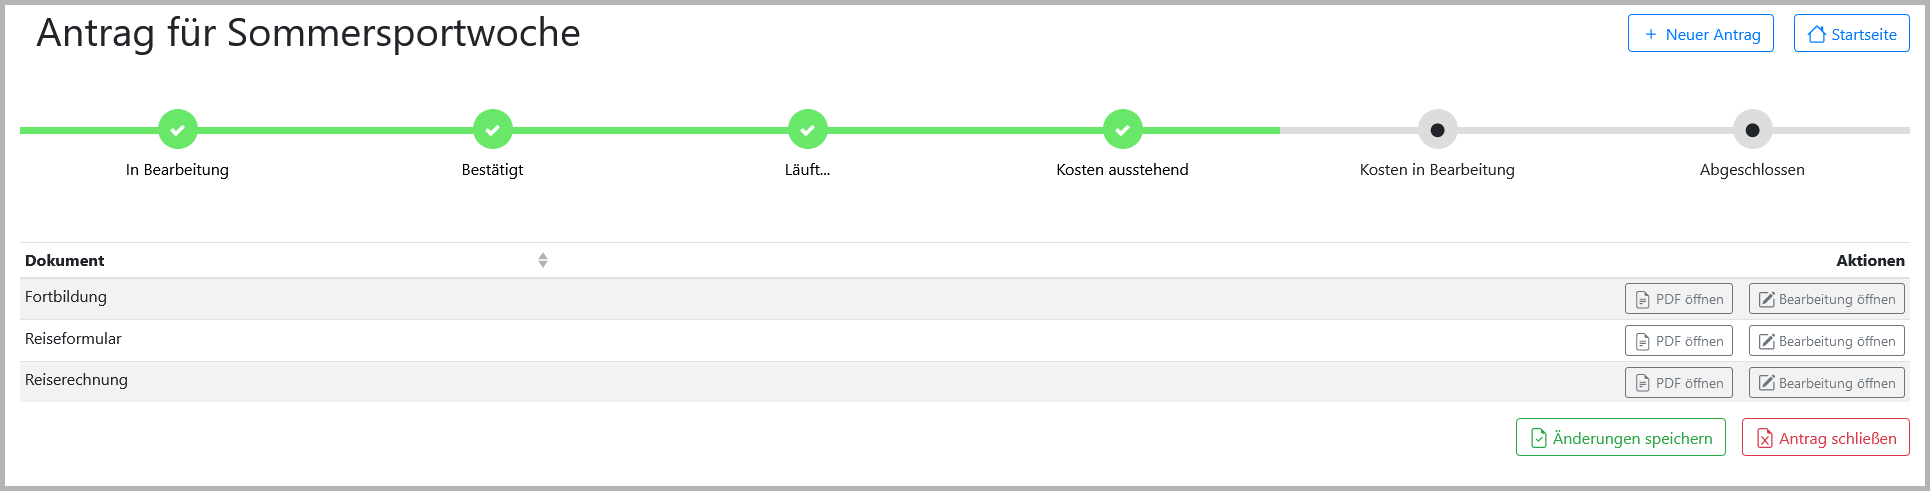 Antrag für Sommersportwoche
+ Neuer Antrag
Startseite
In Bearbeitung
Bestätigt
Läuft...
Kosten ausstehend
Kosten in Bearbeitung
Abgeschlossen
Dokument
Aktionen
Fortbildung
PDF öffnen
Bearbeitung öffnen
Reiseformular
PDF öffnen
Bearbeitung öffnen
Reiserechnung
PDF öffnen
Bearbeitung öffnen
Änderungen speichern
Antrag schließen